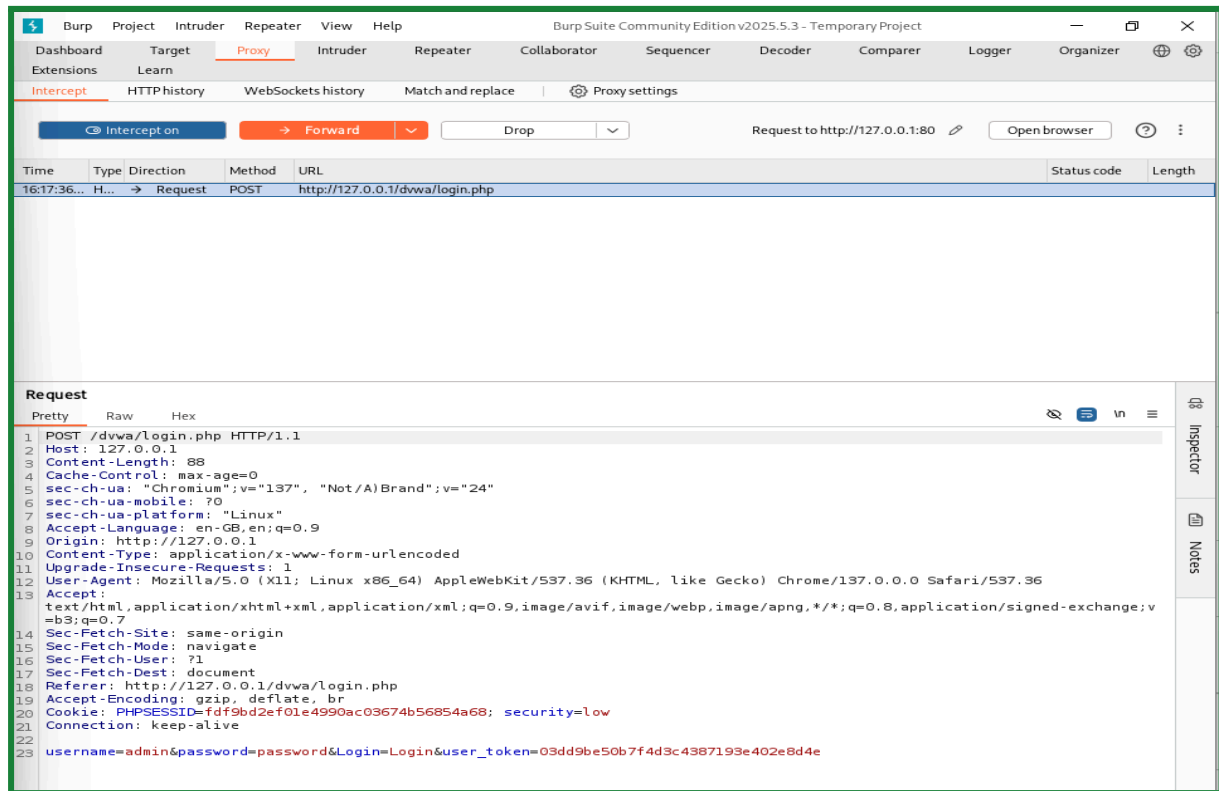 Burp Project Intruder Repeater View Help Burp Suite Community Edition v2025.5.3 - Temporary Project
Dashboard Target Proxy Intruder Repeater Collaborator Sequencer Decoder Comparer Logger Organizer
Extensions Learn
Intercept HTTP history WebSockets history Match and replace Proxy settings
Intercept on Forward Drop Request to http://127.0.0.1:80 Open browser
Time Type Direction Method URL Status code Length
16:17:36... H... → Request POST http://127.0.0.1/dvwa/login.php
Request
Pretty Raw Hex \n
Inspector
Notes
1 POST /dvwa/login.php HTTP/1.1
2 Host: 127.0.0.1
3 Content-Length: 88
4 Cache-Control: max-age=0
5 sec-ch-ua: "Chromium";v="137", "Not/A)Brand";v="24"
6 sec-ch-ua-mobile: ?0
7 sec-ch-ua-platform: "Linux"
8 Accept-Language: en-GB,en;q=0.9
9 Origin: http://127.0.0.1
10 Content-Type: application/x-www-form-urlencoded
11 Upgrade-Insecure-Requests: 1
12 User-Agent: Mozilla/5.0 (X11; Linux x86_64) AppleWebKit/537.36 (KHTML, like Gecko) Chrome/137.0.0.0 Safari/537.36
13 Accept:
text/html,application/xhtml+xml,application/xml;q=0.9,image/avif,image/webp,image/apng,*/*;q=0.8,application/signed-exchange;v
=b3;q=0.7
14 Sec-Fetch-Site: same-origin
15 Sec-Fetch-Mode: navigate
16 Sec-Fetch-User: ?1
17 Sec-Fetch-Dest: document
18 Referer: http://127.0.0.1/dvwa/login.php
19 Accept-Encoding: gzip, deflate, br
20 Cookie: PHPSESSID=fdf9bd2ef01e4990ac03674b56854a68; security=low
21 Connection: keep-alive
22
23 username=admin&password=password&Login=Login&user_token=03dd9be50b7f4d3c4387193e402e8d4e